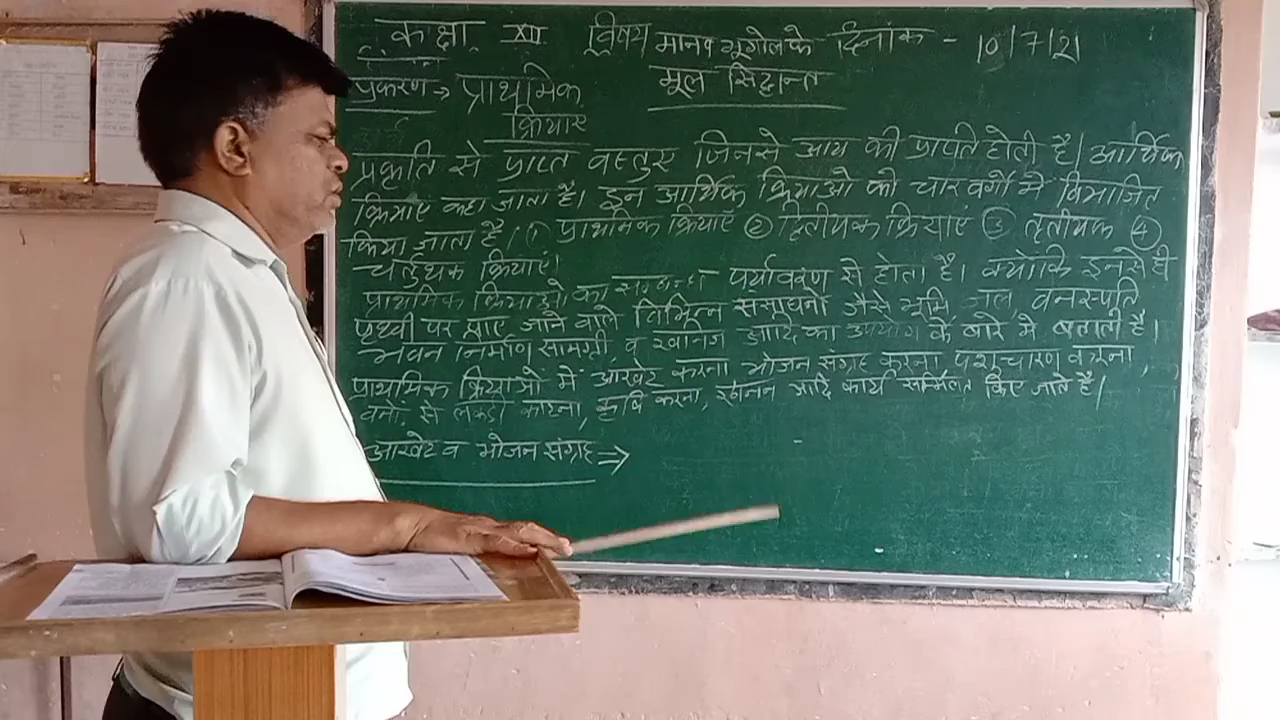 कक्षा XII विषय मानव भूगोल के दिनांक - 10/7/21
मूल सिद्धान्त
प्रकरण → प्राथमिक
क्रियाए
प्रकृति से प्राप्त वस्तुए जिनसे आय की प्राप्ति होती है। आर्थिक
क्रियाएं कहा जाता है। इन आर्थिक क्रियाओ को चार वर्गो मे विभाजित
किया जाता है। ① प्राथमिक क्रियाएं ② द्वितीयक क्रियाए ③ तृतीयक ④
चर्तुथक क्रियाएं।
प्राथमिक क्रियाओ का सम्बन्ध पर्यावरण से होता है। क्योकि इनसे ही
पृथ्वी पर पाए जाने वाले विभिन्न संसाधनो जैसे भूमि, जल, वनस्पति,
भवन निर्माण सामग्री व खनिज आदि का उपयोग के बारे मे बताती है।
प्राथमिक क्रियाओ में आखेट करना भोजन संग्रह करना पशुचारण करना,
वनो से लकड़ी काटना, कृषि करना, खनन आदि कार्य सम्मिलित किए जाते है।
आखेट व भोजन संग्रह ⇒